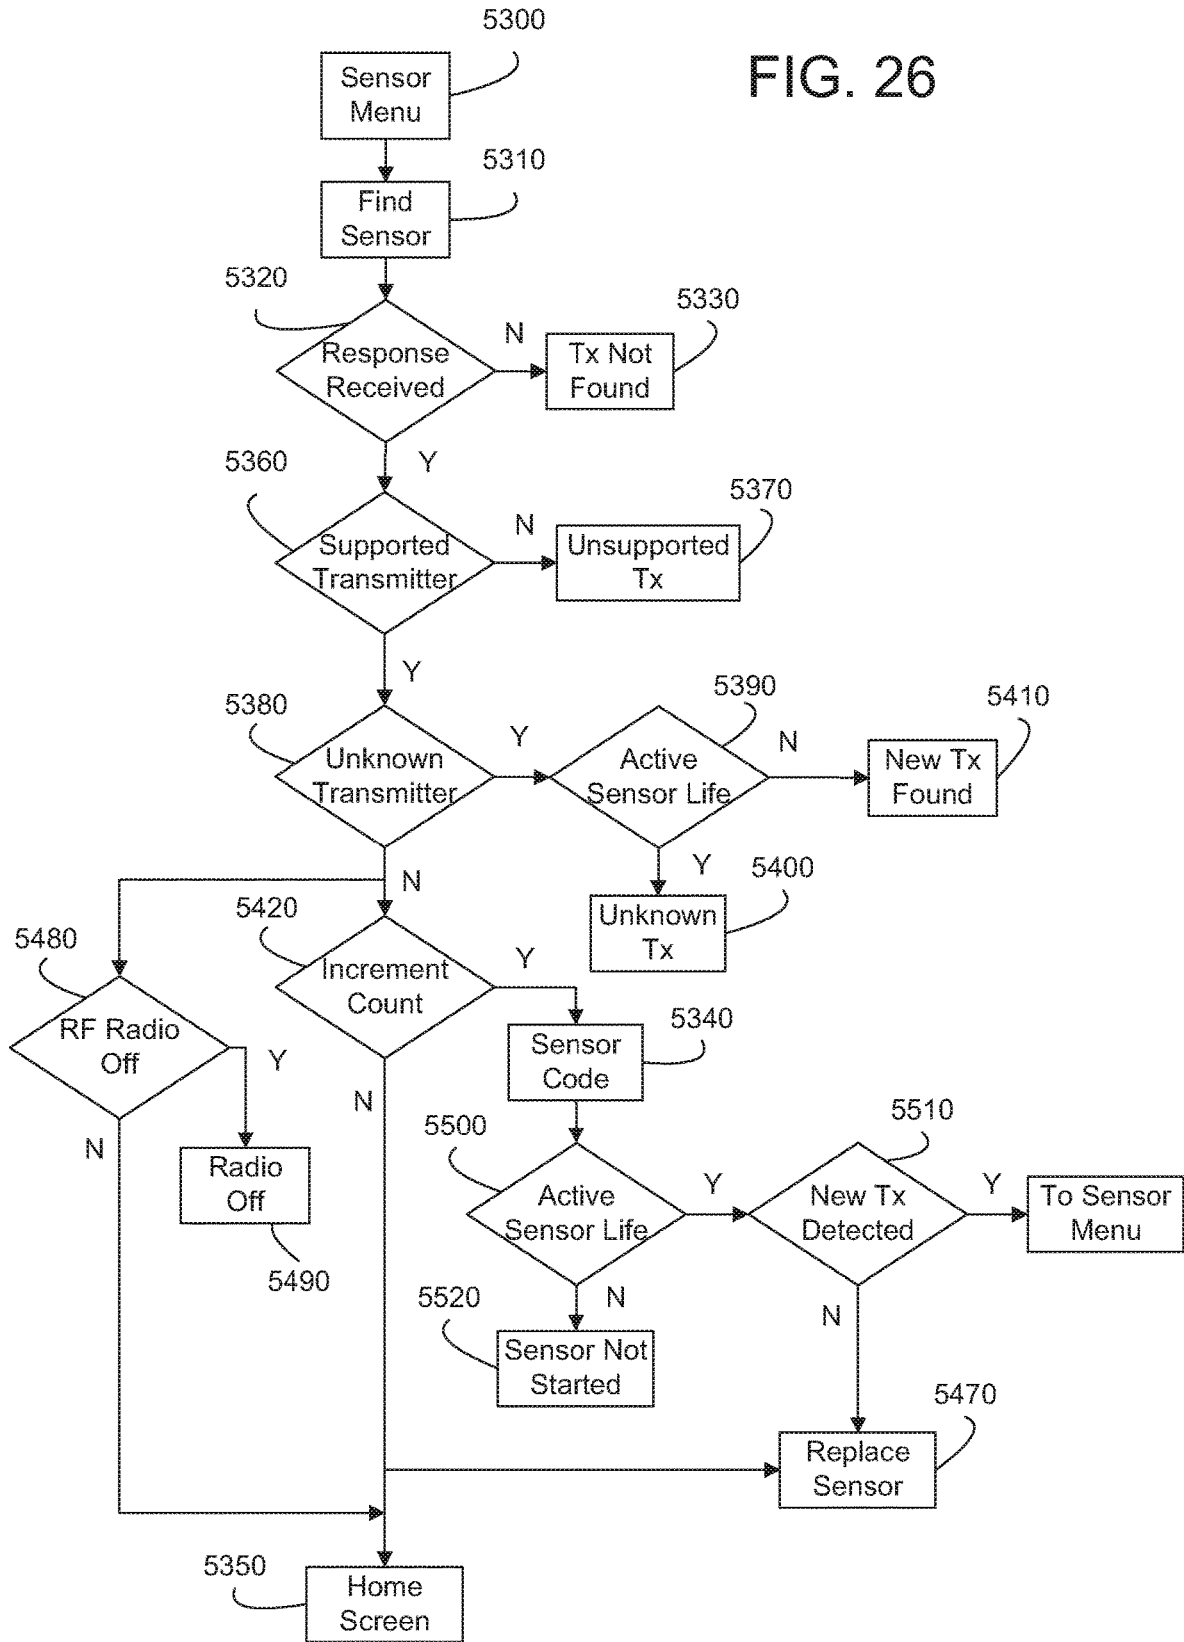 5300
FIG. 26
Sensor
Menu
5310
Find
Sensor
5320
5330
Response
Received
N
Tx Not
Found
Y
5360
5370
Supported
Transmitter
N
Unsupported
Tx
Y
5380
5390
5410
Unknown
Transmitter
Y
Active
Sensor Life
N
New Tx
Found
N
Y
5400
Unknown
Tx
5420
5480
Increment
Count
Y
RF Radio
Off
Y
5340
Sensor
Code
N
N
5500
5510
Radio
Off
5490
Active
Sensor Life
Y
New Tx
Detected
Y
To Sensor
Menu
5520
N
N
Sensor Not
Started
5470
Replace
Sensor
5350
Home
Screen